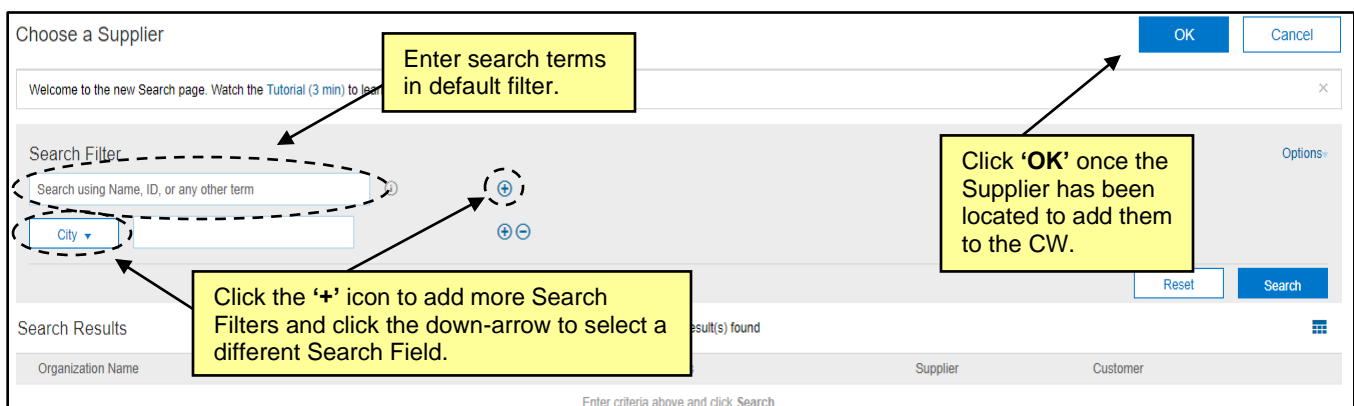 Choose a Supplier
OK
Cancel
Enter search terms
in default filter.
Welcome to the new Search page. Watch the Tutorial (3 min) to
Search Filter
Options
Click ‘OK’ once the
Supplier has been
located to add them
to the CW.
Search using Name, ID, or any other term
City
Click the ‘+’ icon to add more Search
Filters and click the down-arrow to select a
different Search Field.
Reset
Search
Search Results
found
Organization Name
Supplier
Customer
Enter criteria above and click Search